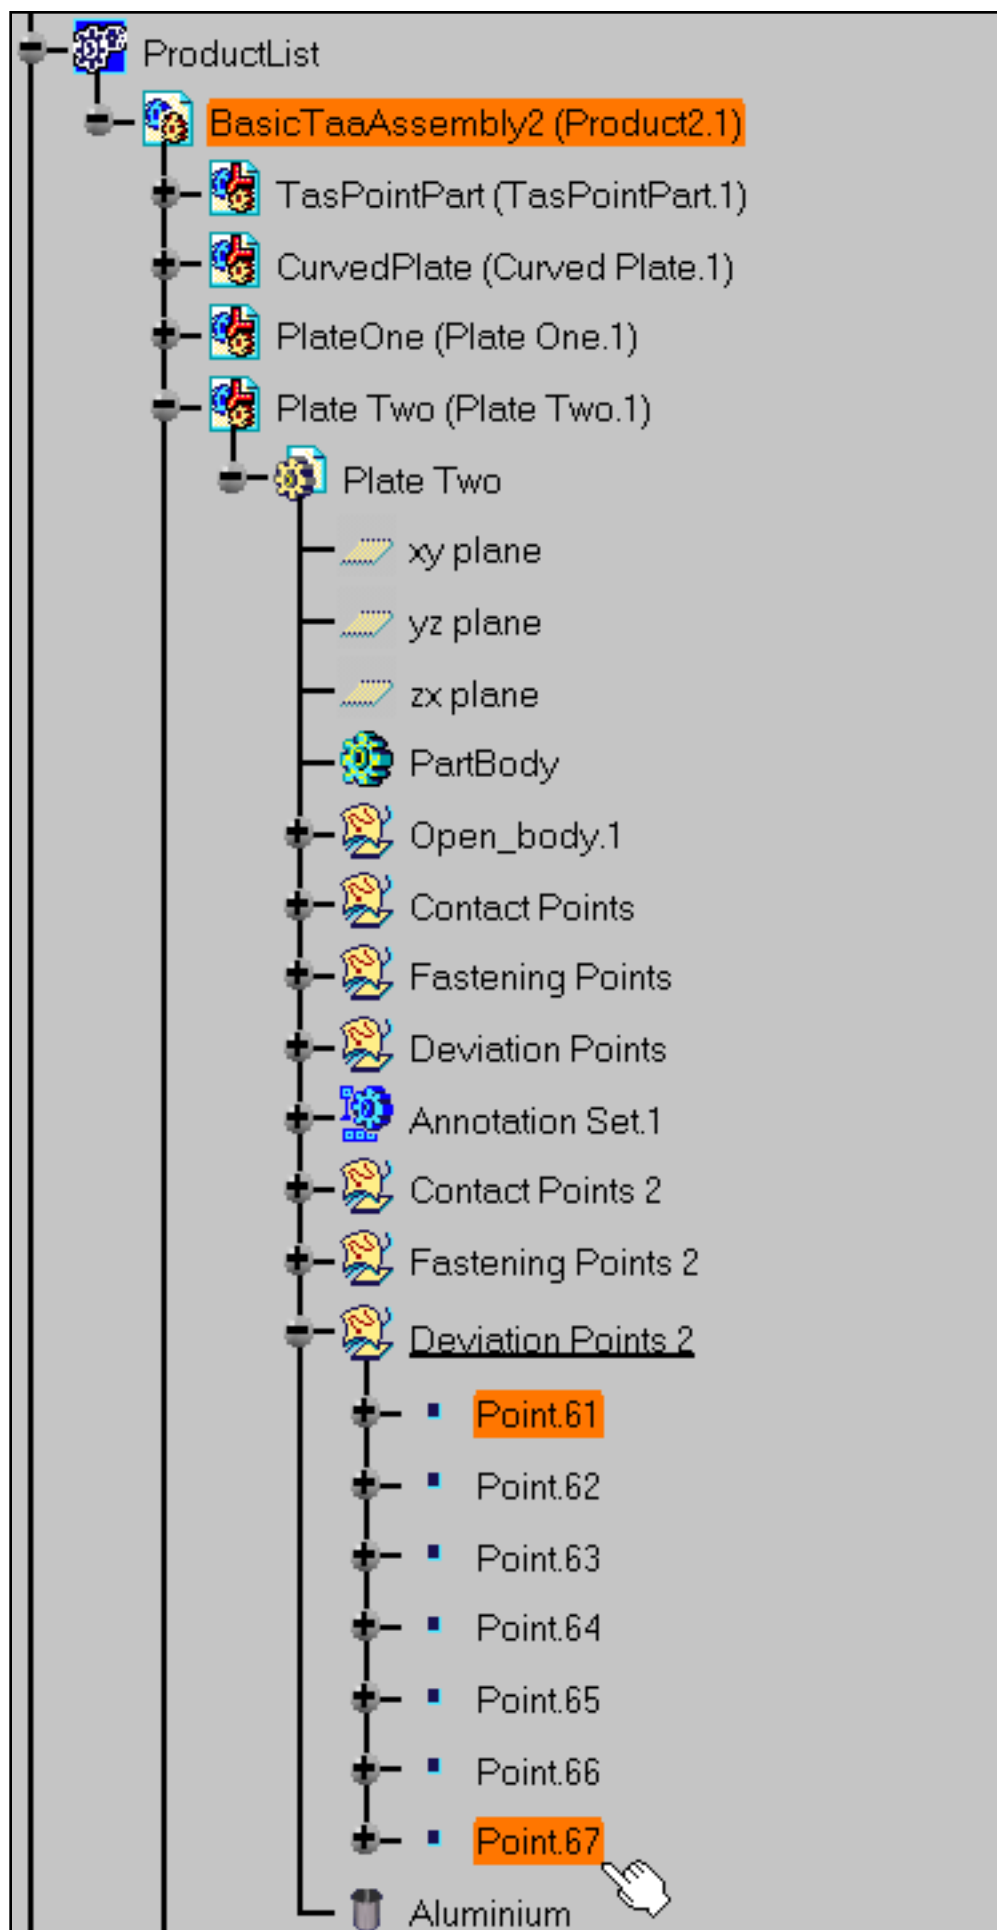 ProductList
BasicTaaAssembly2 (Product2.1)
TasPointPart (TasPointPart.1)
CurvedPlate (Curved Plate.1)
PlateOne (Plate One.1)
Plate Two (Plate Two.1)
Plate Two
xy plane
yz plane
zx plane
PartBody
Open_body.1
Contact Points
Fastening Points
Deviation Points
Annotation Set.1
Contact Points 2
Fastening Points 2
Deviation Points 2
Point.61
Point.62
Point.63
Point.64
Point.65
Point.66
Point.67
Aluminium